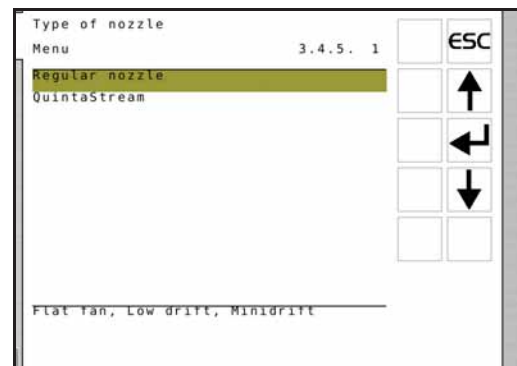 Type of nozzle
Menu 3.4.5. 1
ESC
Regular nozzle
QuintaStream
Flat fan, Low drift, Minidrift